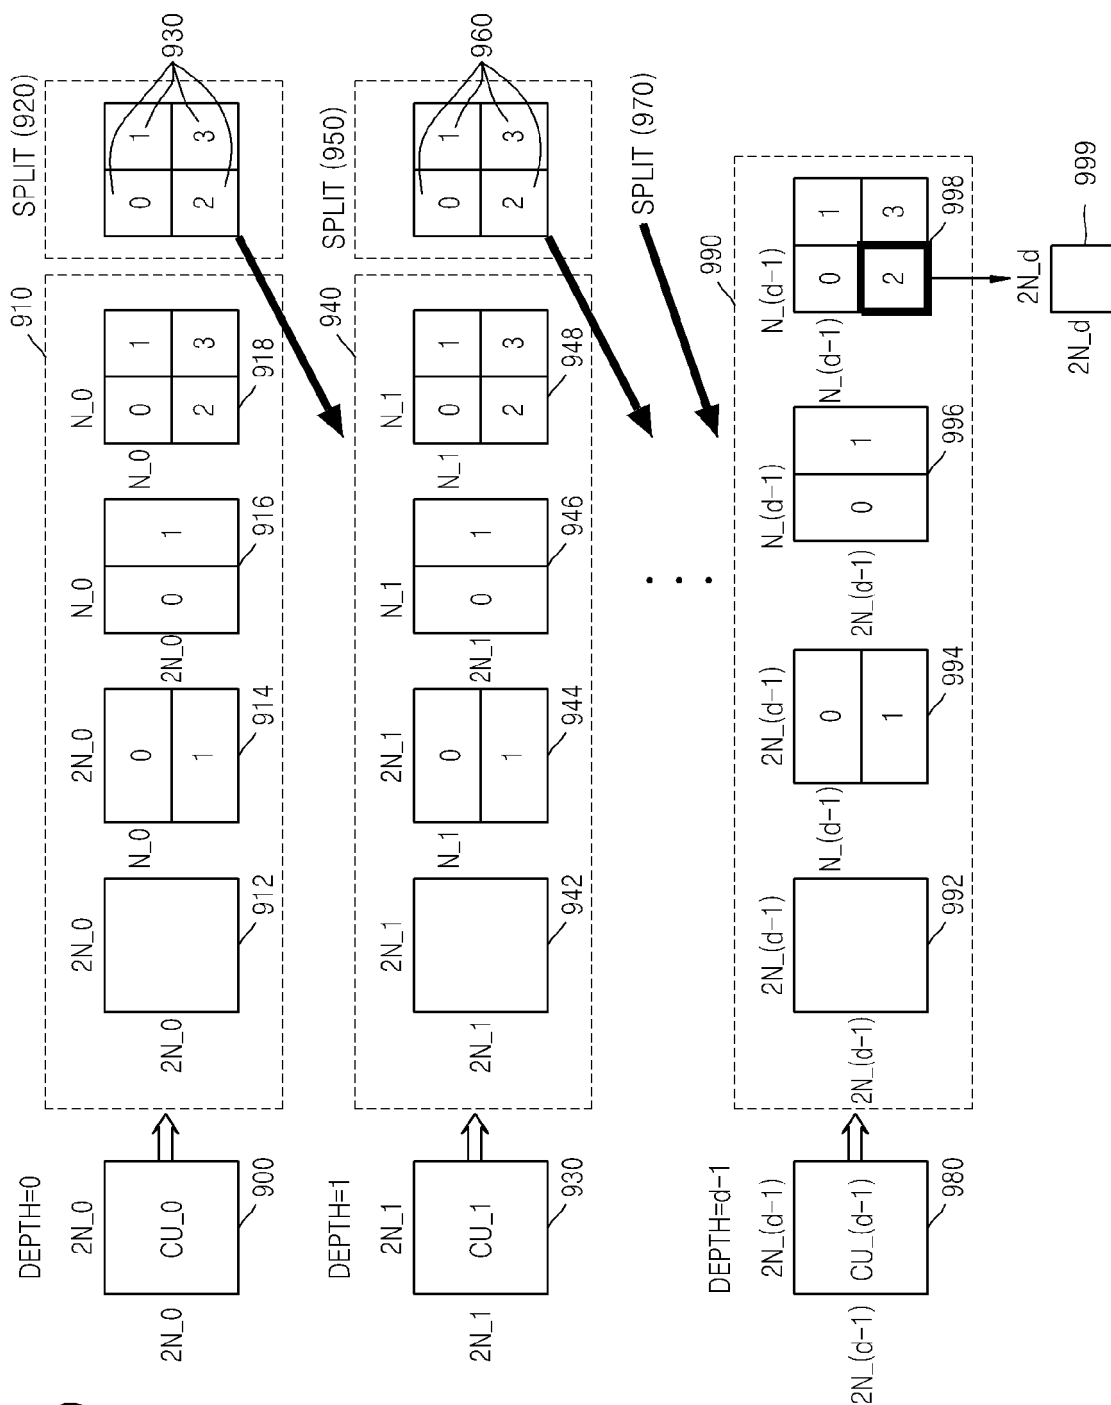 DEPTH=0
2N_0
2N_0
CU_0
900
910
2N_0
2N_0
912
2N_0
N_0
0
1
914
N_0
2N_0
0
1
916
N_0
N_0
0
1
2
3
918
SPLIT (920)
0
1
2
3
930
DEPTH=1
2N_1
2N_1
CU_1
930
940
2N_1
2N_1
942
2N_1
N_1
0
1
944
N_1
2N_1
0
1
946
N_1
N_1
0
1
2
3
948
SPLIT (950)
0
1
2
3
960
SPLIT (970)
DEPTH=d-1
2N_(d-1)
2N_(d-1)
CU_(d-1)
980
990
2N_(d-1)
2N_(d-1)
992
2N_(d-1)
N_(d-1)
0
1
994
N_(d-1)
2N_(d-1)
0
1
996
N_(d-1)
N_(d-1)
0
1
2
3
998
2N_d
2N_d
999